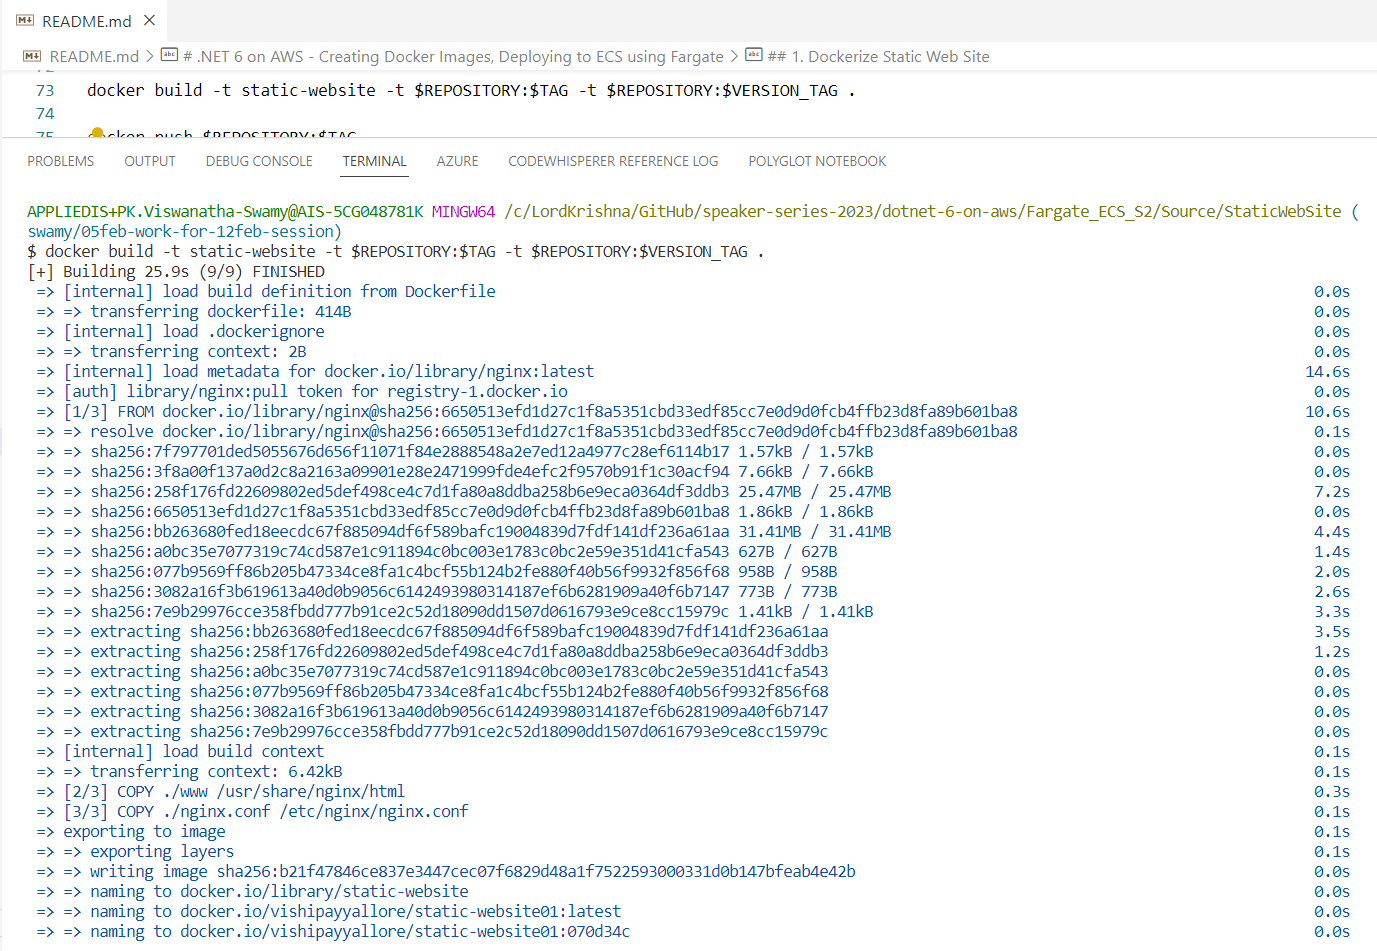 README.md
README.md > # .NET 6 on AWS - Creating Docker Images, Deploying to ECS using Fargate > ## 1. Dockerize Static Web Site
73 docker build -t static-website -t $REPOSITORY:$TAG -t $REPOSITORY:$VERSION_TAG .
74
75 docker push $REPOSITORY:$TAG
PROBLEMS OUTPUT DEBUG CONSOLE TERMINAL AZURE CODEWHISPERER REFERENCE LOG POLYGLOT NOTEBOOK
APPLIEDIS+PK.Viswanatha-Swamy@AIS-5CG048781K MINGW64 /c/LordKrishna/GitHub/speaker-series-2023/dotnet-6-on-aws/Fargate_ECS_S2/Source/StaticWebSite (
swamy/05feb-work-for-12feb-session)
$ docker build -t static-website -t $REPOSITORY:$TAG -t $REPOSITORY:$VERSION_TAG .
[+] Building 25.9s (9/9) FINISHED
=> [internal] load build definition from Dockerfile 0.0s
=> => transferring dockerfile: 414B 0.0s
=> [internal] load .dockerignore 0.0s
=> => transferring context: 2B 0.0s
=> [internal] load metadata for docker.io/library/nginx:latest 14.6s
=> [auth] library/nginx:pull token for registry-1.docker.io 0.0s
=> [1/3] FROM docker.io/library/nginx@sha256:6650513efd1d27c1f8a5351cbd33edf85cc7e0d9d0fcb4ffb23d8fa89b601ba8 10.6s
=> => resolve docker.io/library/nginx@sha256:6650513efd1d27c1f8a5351cbd33edf85cc7e0d9d0fcb4ffb23d8fa89b601ba8 0.1s
=> => sha256:7f797701ded5055676d656f11071f84e2888548a2e7ed12a4977c28ef6114b17 1.57kB / 1.57kB 0.0s
=> => sha256:3f8a00f137a0d2c8a2163a09901e28e2471999fde4efc2f9570b91f1c30acf94 7.66kB / 7.66kB 0.0s
=> => sha256:258f176fd22609802ed5def498ce4c7d1fa80a8ddba258b6e9eca0364df3ddb3 25.47MB / 25.47MB 7.2s
=> => sha256:6650513efd1d27c1f8a5351cbd33edf85cc7e0d9d0fcb4ffb23d8fa89b601ba8 1.86kB / 1.86kB 0.0s
=> => sha256:bb263680fed18eecdc67f885094df6f589bafc19004839d7fdf141df236a61aa 31.41MB / 31.41MB 4.4s
=> => sha256:a0bc35e7077319c74cd587e1c911894c0bc003e1783c0bc2e59e351d41cfa543 627B / 627B 1.4s
=> => sha256:077b9569ff86b205b47334ce8fa1c4bcf55b124b2fe880f40b56f9932f856f68 958B / 958B 2.0s
=> => sha256:3082a16f3b619613a40d0b9056c6142493980314187ef6b6281909a40f6b7147 773B / 773B 2.6s
=> => sha256:7e9b29976cce358fbdd777b91ce2c52d18090dd1507d0616793e9ce8cc15979c 1.41kB / 1.41kB 3.3s
=> => extracting sha256:bb263680fed18eecdc67f885094df6f589bafc19004839d7fdf141df236a61aa 3.5s
=> => extracting sha256:258f176fd22609802ed5def498ce4c7d1fa80a8ddba258b6e9eca0364df3ddb3 1.2s
=> => extracting sha256:a0bc35e7077319c74cd587e1c911894c0bc003e1783c0bc2e59e351d41cfa543 0.0s
=> => extracting sha256:077b9569ff86b205b47334ce8fa1c4bcf55b124b2fe880f40b56f9932f856f68 0.0s
=> => extracting sha256:3082a16f3b619613a40d0b9056c6142493980314187ef6b6281909a40f6b7147 0.0s
=> => extracting sha256:7e9b29976cce358fbdd777b91ce2c52d18090dd1507d0616793e9ce8cc15979c 0.0s
=> [internal] load build context 0.1s
=> => transferring context: 6.42kB 0.1s
=> [2/3] COPY ./www /usr/share/nginx/html 0.3s
=> [3/3] COPY ./nginx.conf /etc/nginx/nginx.conf 0.1s
=> exporting to image 0.1s
=> => exporting layers 0.1s
=> => writing image sha256:b21f47846ce837e3447cec07f6829d48a1f7522593000331d0b147bfeab4e42b 0.0s
=> => naming to docker.io/library/static-website 0.0s
=> => naming to docker.io/vishipayyallore/static-website01:latest 0.0s
=> => naming to docker.io/vishipayyallore/static-website01:070d34c 0.0s